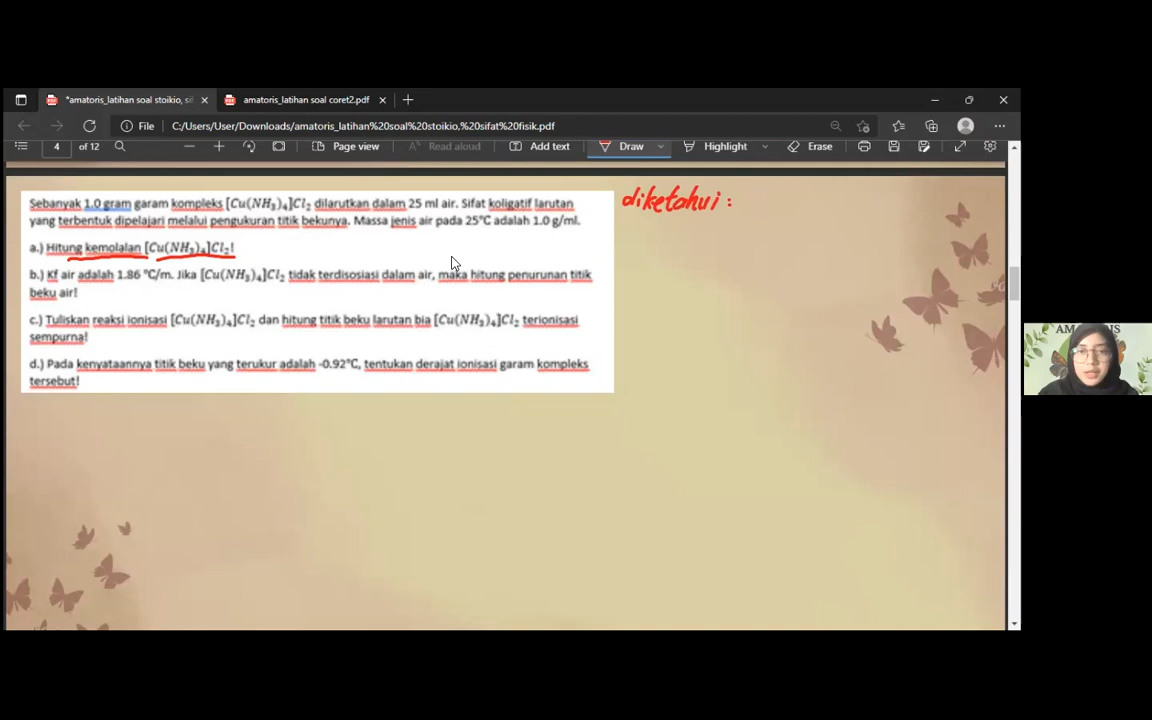 *amatoris_latihan soal stoikio, si
amatoris_latihan soal coret2.pdf
File C:/Users/User/Downloads/amatoris_latihan%20soal%20stoikio,%20sifat%20fisik.pdf
4 of 12 Page view Read aloud Add text Draw Highlight Erase
Sebanyak 1.0 gram garam kompleks [Cu(NH₃)₄]Cl₂ dilarutkan dalam 25 ml air. Sifat koligatif larutan
yang terbentuk dipelajari melalui pengukuran titik bekunya. Massa jenis air pada 25°C adalah 1.0 g/ml.
diketahui :
a.) Hitung kemolalan [Cu(NH₃)₄]Cl₂!
b.) Kf air adalah 1.86 °C/m. Jika [Cu(NH₃)₄]Cl₂ tidak terdisosiasi dalam air, maka hitung penurunan titik
beku air!
c.) Tuliskan reaksi ionisasi [Cu(NH₃)₄]Cl₂ dan hitung titik beku larutan bia [Cu(NH₃)₄]Cl₂ terionisasi
sempurna!
d.) Pada kenyataannya titik beku yang terukur adalah -0.92°C, tentukan derajat ionisasi garam kompleks
tersebut!